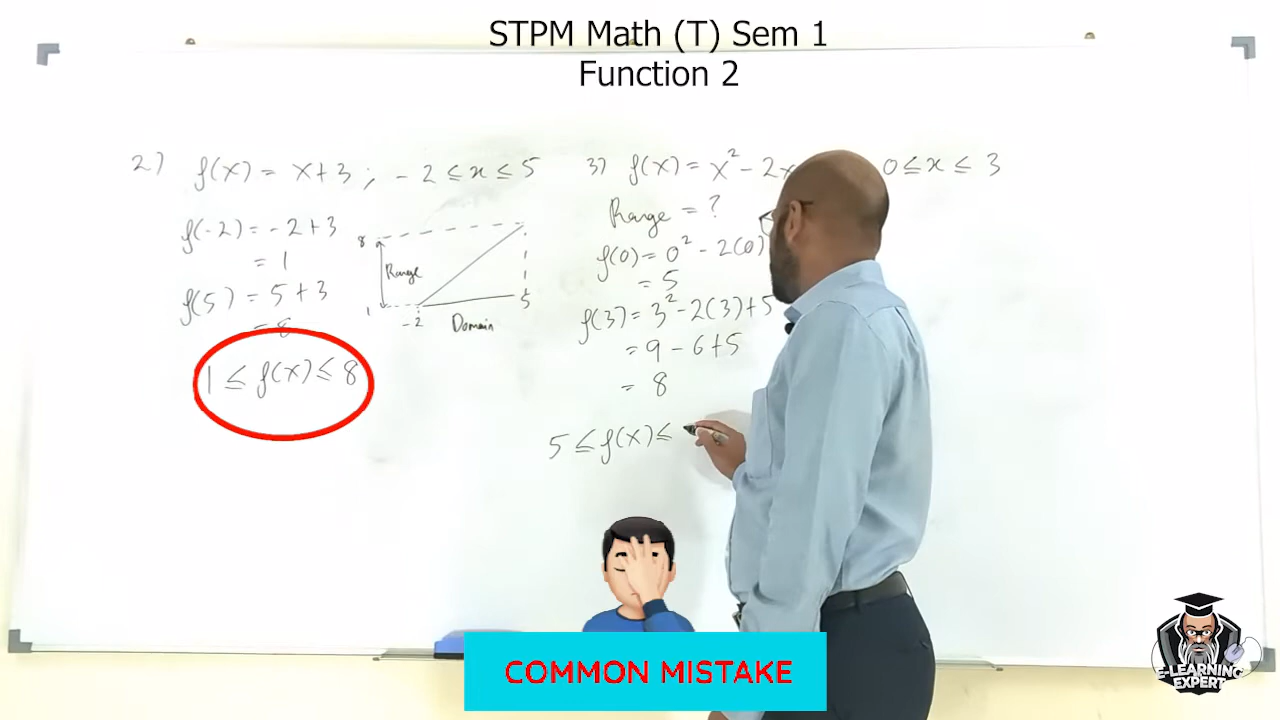 STPM Math (T) Sem 1
Function 2
2) f(x) = x+3 ; -2 ≤ x ≤ 5
f(-2) = -2+3
= 1
f(5) = 5+3
= 8
1 ≤ f(x) ≤ 8
8
Range
1
-2
5
Domain
3) f(x) = x² - 2x 0 ≤ x ≤ 3
Range = ?
f(0) = 0² - 2(0)
= 5
f(3) = 3² - 2(3)+5
= 9 - 6+5
= 8
5 ≤ f(x) ≤
COMMON MISTAKE
E-LEARNING
EXPERT